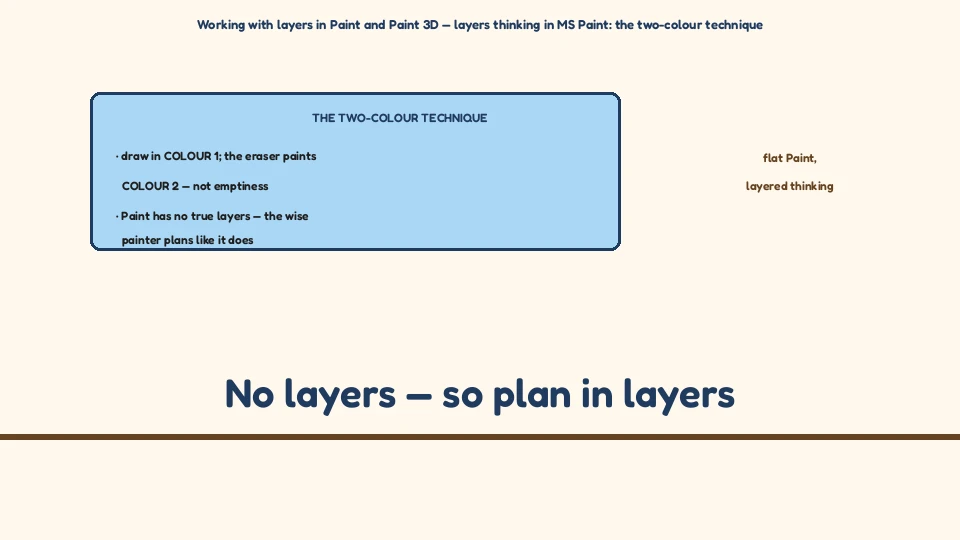 Working with layers in Paint and Paint 3D — layers thinking in MS Paint: the two-colour technique
THE TWO-COLOUR TECHNIQUE
· draw in COLOUR 1; the eraser paints
COLOUR 2 — not emptiness
· Paint has no true layers — the wise
painter plans like it does
flat Paint,
layered thinking
No layers — so plan in layers